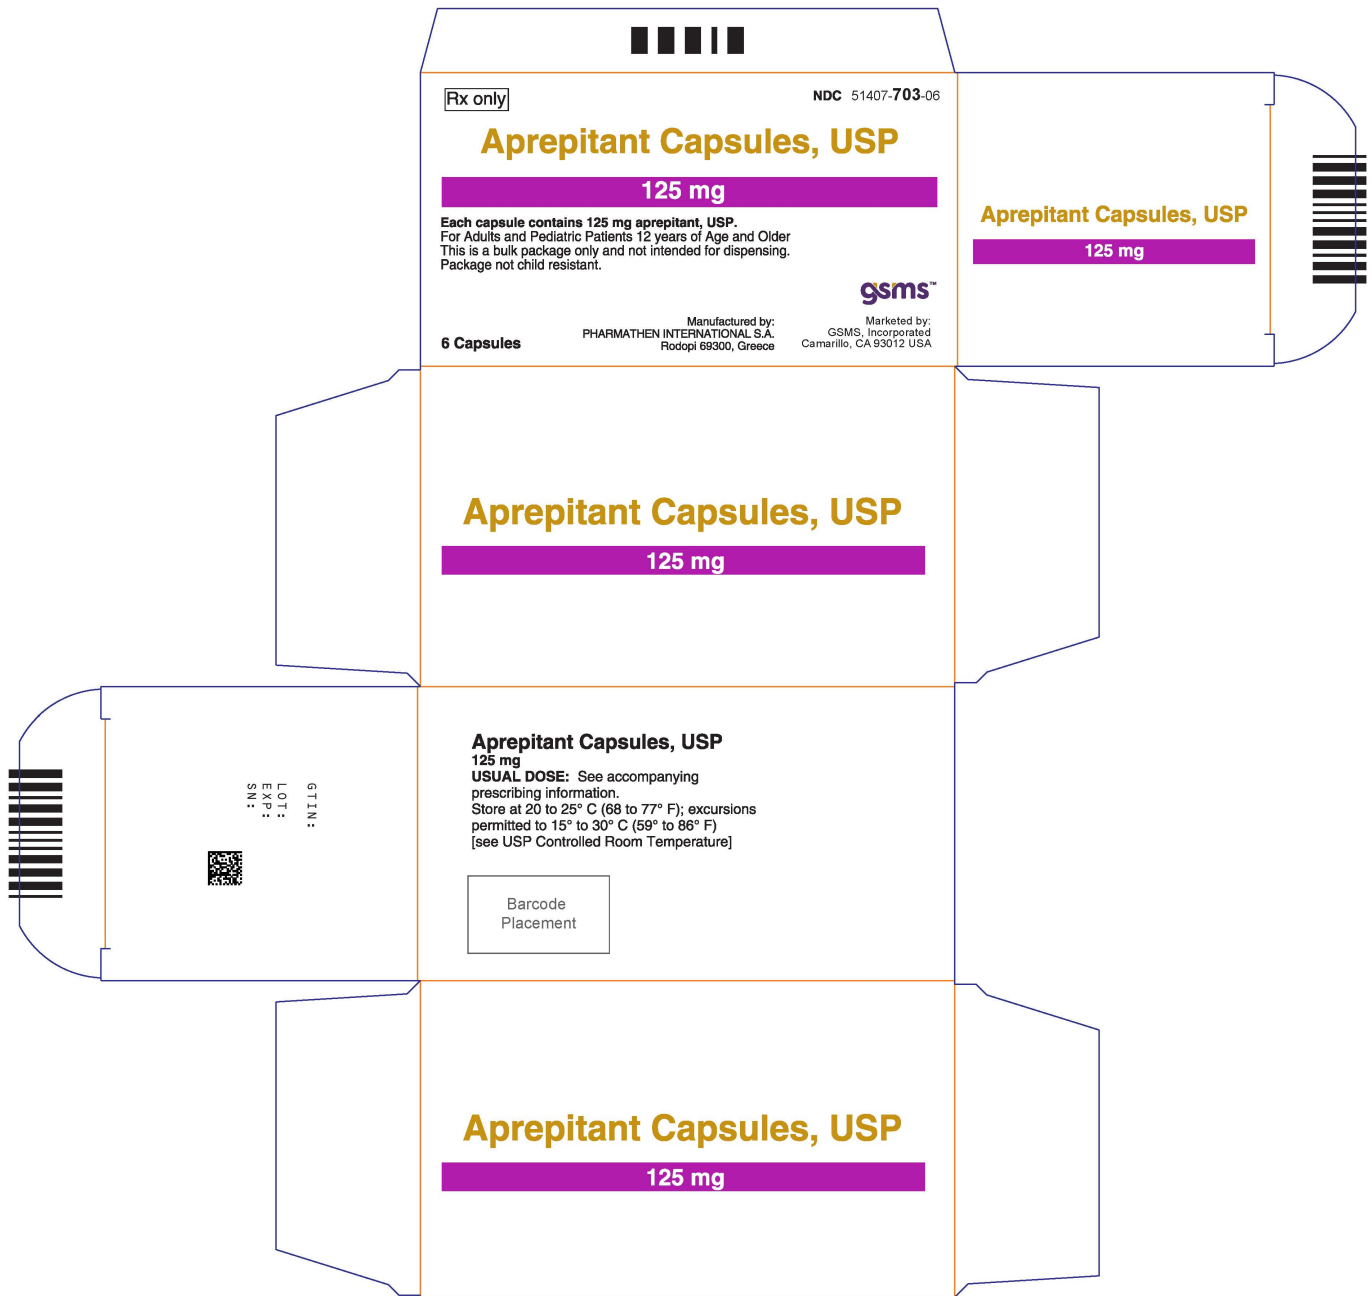 Rx only
NDC 51407-703-06
Aprepitant Capsules, USP
125 mg
Each capsule contains 125 mg aprepitant, USP.
For Adults and Pediatric Patients 12 years of Age and Older
This is a bulk package only and not intended for dispensing.
Package not child resistant.
gsms™
6 Capsules
Manufactured by:
PHARMATHEN INTERNATIONAL S.A.
Rodopi 69300, Greece
Marketed by:
GSMS, Incorporated
Camarillo, CA 93012 USA
Aprepitant Capsules, USP
125 mg
Aprepitant Capsules, USP
125 mg
GTIN:
LOT:
EXP:
SN:
Aprepitant Capsules, USP
125 mg
USUAL DOSE: See accompanying
prescribing information.
Store at 20 to 25° C (68 to 77° F); excursions
permitted to 15° to 30° C (59° to 86° F)
[see USP Controlled Room Temperature]
Barcode
Placement
Aprepitant Capsules, USP
125 mg